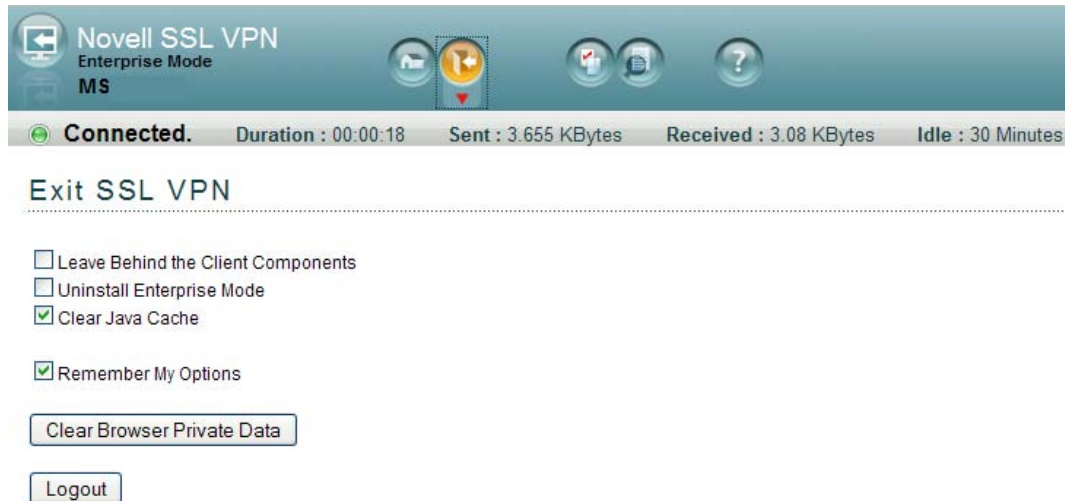 Novell SSL VPN
Enterprise Mode
MS
?
Connected. Duration : 00:00:18 Sent : 3.655 KBytes Received : 3.08 KBytes Idle : 30 Minutes
Exit SSL VPN
Leave Behind the Client Components
Uninstall Enterprise Mode
Clear Java Cache
Remember My Options
Clear Browser Private Data
Logout